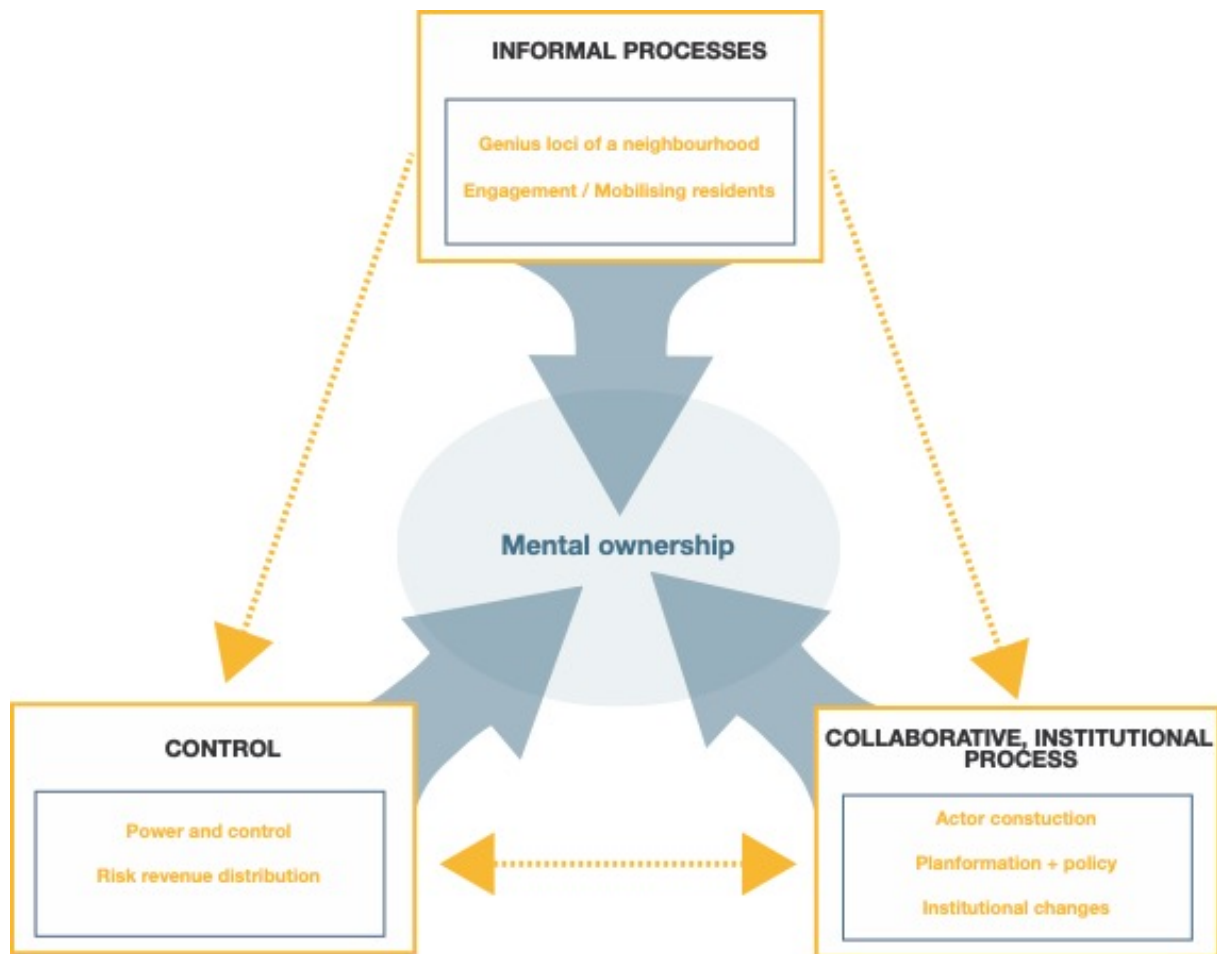 INFORMAL PROCESSES
Genius loci of a neighbourhood
Engagement / Mobilising residents
Mental ownership
CONTROL
Power and control
Risk revenue distribution
COLLABORATIVE, INSTITUTIONAL
PROCESS
Actor constuction
Planformation + policy
Institutional changes